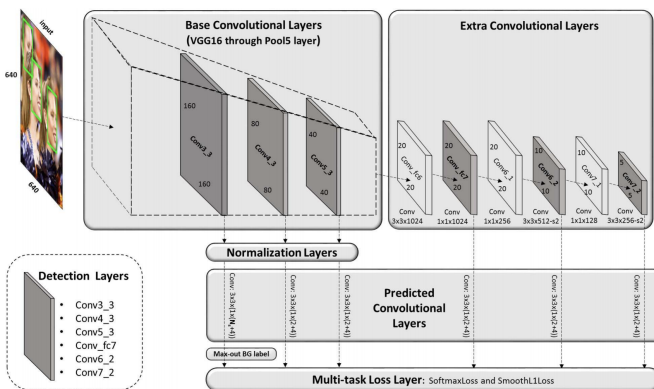 input
640
640
Base Convolutional Layers
(VGG16 through Pool5 layer)
160
Conv3_3
160
80
Conv4_3
80
40
Conv5_3
40
Extra Convolutional Layers
20
Conv_fc6
20
20
Conv_fc7
20
20
Conv6_1
20
10
Conv6_2
10
10
Conv7_1
10
5
Conv7_2
5
Conv
3x3x1024
Conv
1x1x1024
Conv
1x1x256
Conv
3x3x512-s2
Conv
1x1x128
Conv
3x3x256-s2
Normalization Layers
Detection Layers
• Conv3_3
• Conv4_3
• Conv5_3
• Conv_fc7
• Conv6_2
• Conv7_2
Conv: 3x3x(1x(Ns+4))
Conv: 3x3x(1x(2+4))
Conv: 3x3x(1x(2+4))
Predicted
Convolutional
Layers
Conv: 3x3x(1x(2+4))
Conv: 3x3x(1x(2+4))
Conv: 3x3x(1x(2+4))
Max-out BG label
Multi-task Loss Layer: SoftmaxLoss and SmoothL1Loss